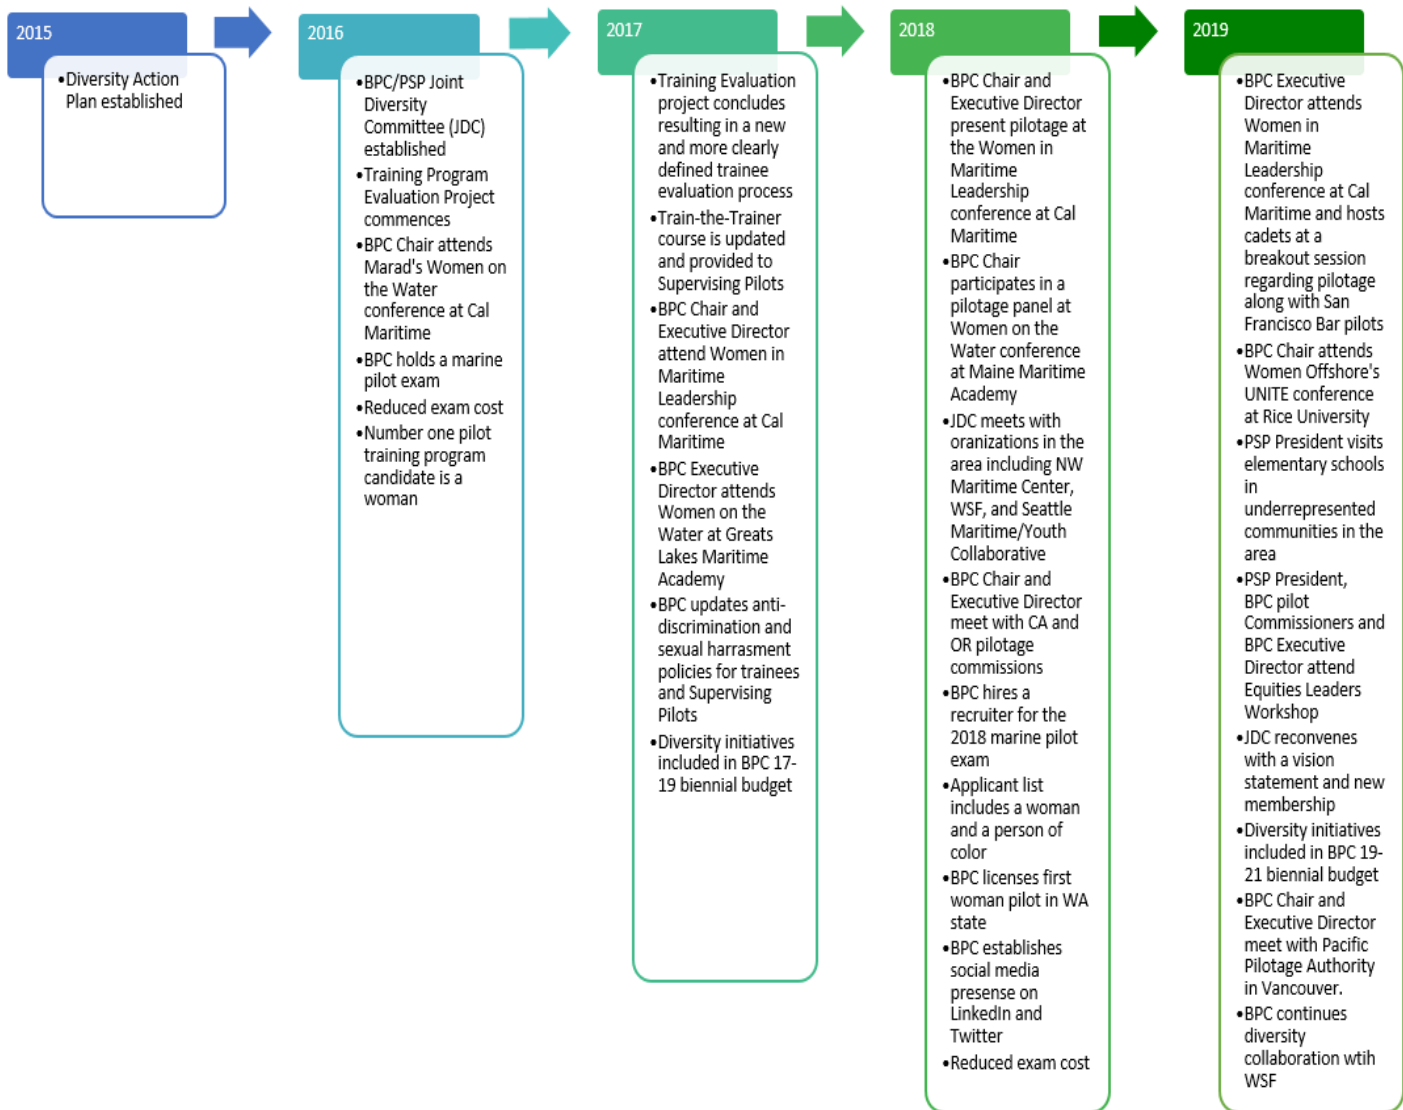 2015
•Diversity Action
Plan established
2016
•BPC/PSP Joint
Diversity
Committee (JDC)
established
•Training Program
Evaluation Project
commences
•BPC Chair attends
Marad's Women on
the Water
conference at Cal
Maritime
•BPC holds a marine
pilot exam
•Reduced exam cost
•Number one pilot
training program
candidate is a
woman
2017
•Training Evaluation
project concludes
resulting in a new
and more clearly
defined trainee
evaluation process
•Train-the-Trainer
course is updated
and provided to
Supervising Pilots
•BPC Chair and
Executive Director
attend Women in
Maritime
Leadership
conference at Cal
Maritime
•BPC Executive
Director attends
Women on the
Water at Greats
Lakes Maritime
Academy
•BPC updates anti-
discrimination and
sexual harrasment
policies for trainees
and Supervising
Pilots
•Diversity initiatives
included in BPC 17-
19 biennial budget
2018
•BPC Chair and
Executive Director
present pilotage at
the Women in
Maritime
Leadership
conference at Cal
Maritime
•BPC Chair
participates in a
pilotage panel at
Women on the
Water conference
at Maine Maritime
Academy
•JDC meets with
oranizations in the
area including NW
Maritime Center,
WSF, and Seattle
Maritime/Youth
Collaborative
•BPC Chair and
Executive Director
meet with CA and
OR pilotage
commissions
•BPC hires a
recruiter for the
2018 marine pilot
exam
•Applicant list
includes a woman
and a person of
color
•BPC licenses first
woman pilot in WA
state
•BPC establishes
social media
presense on
LinkedIn and
Twitter
•Reduced exam cost
2019
•BPC Executive
Director attends
Women in
Maritime
Leadership
conference at Cal
Maritime and hosts
cadets at a
breakout session
regarding pilotage
along with San
Francisco Bar pilots
•BPC Chair attends
Women Offshore's
UNITE conference
at Rice University
•PSP President visits
elementary schools
in
underrepresented
communities in the
area
•PSP President,
BPC pilot
Commissioners and
BPC Executive
Director attend
Equities Leaders
Workshop
•JDC reconvenes
with a vision
statement and new
membership
•Diversity initiatives
included in BPC 19-
21 biennial budget
•BPC Chair and
Executive Director
meet with Pacific
Pilotage Authority
in Vancouver.
•BPC continues
diversity
collaboration wtih
WSF